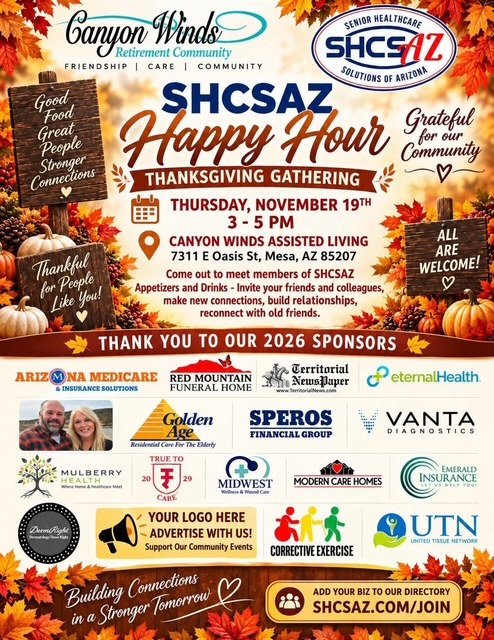 Canyon Winds
Retirement Community
FRIENDSHIP | CARE | COMMUNITY
SENIOR HEALTHCARE
SHCSAZ
SOLUTIONS OF ARIZONA
Good
Food
Great
People
Stronger
Connections
SHCSAZ
Happy Hour
THANKSGIVING GATHERING
Grateful
for our
Community
THURSDAY, NOVEMBER 19TH
3 - 5 PM
CANYON WINDS ASSISTED LIVING
7311 E Oasis St, Mesa, AZ 85207
Thankful
for People
Like You!
ALL
ARE
WELCOME!
Come out to meet members of SHCSAZ
Appetizers and Drinks - Invite your friends and colleagues,
make new connections, build relationships,
reconnect with old friends.
THANK YOU TO OUR 2026 SPONSORS
ARIZONA MEDICARE
& INSURANCE SOLUTIONS
RED MOUNTAIN
FUNERAL HOME
Territorial
NewsPaper
www.TerritorialNews.com
eternalHealth
Golden
Age
Residential Care For The Elderly
SPEROS
FINANCIAL GROUP
VANTA
DIAGNOSTICS
MULBERRY
HEALTH
Where Home & Healthcare Meet
TRUE TO
20 29
CARE
MIDWEST
Wellness & Wound Care
MODERN CARE HOMES
EMERALD
INSURANCE
LET US HELP YOU!
DermRight
Dermatology Done Right
YOUR LOGO HERE
ADVERTISE WITH US!
Support Our Community Events
CORRECTIVE EXERCISE
UTN
UNITED TISSUE NETWORK
Building Connections
in a Stronger Tomorrow
ADD YOUR BIZ TO OUR DIRECTORY
SHCSAZ.COM/JOIN